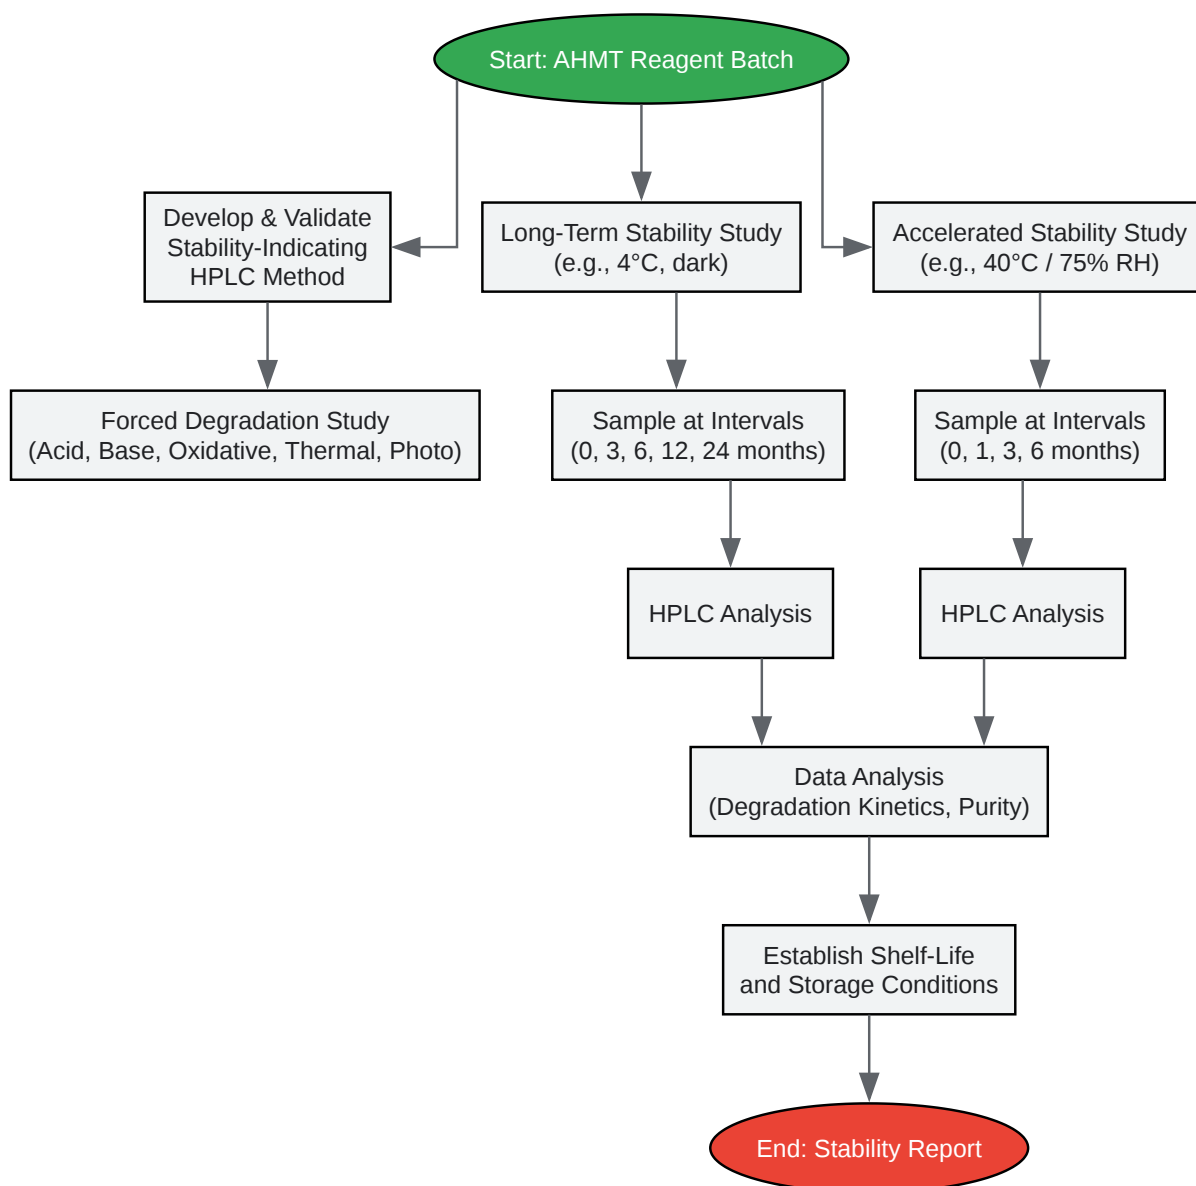 Start: AHMT Reagent Batch
Develop & Validate
Stability-Indicating
HPLC Method
Long-Term Stability Study
(e.g., 4°C, dark)
Accelerated Stability Study
(e.g., 40°C / 75% RH)
Forced Degradation Study
(Acid, Base, Oxidative, Thermal, Photo)
Sample at Intervals
(0, 3, 6, 12, 24 months)
Sample at Intervals
(0, 1, 3, 6 months)
HPLC Analysis
HPLC Analysis
Data Analysis
(Degradation Kinetics, Purity)
Establish Shelf-Life
and Storage Conditions
End: Stability Report